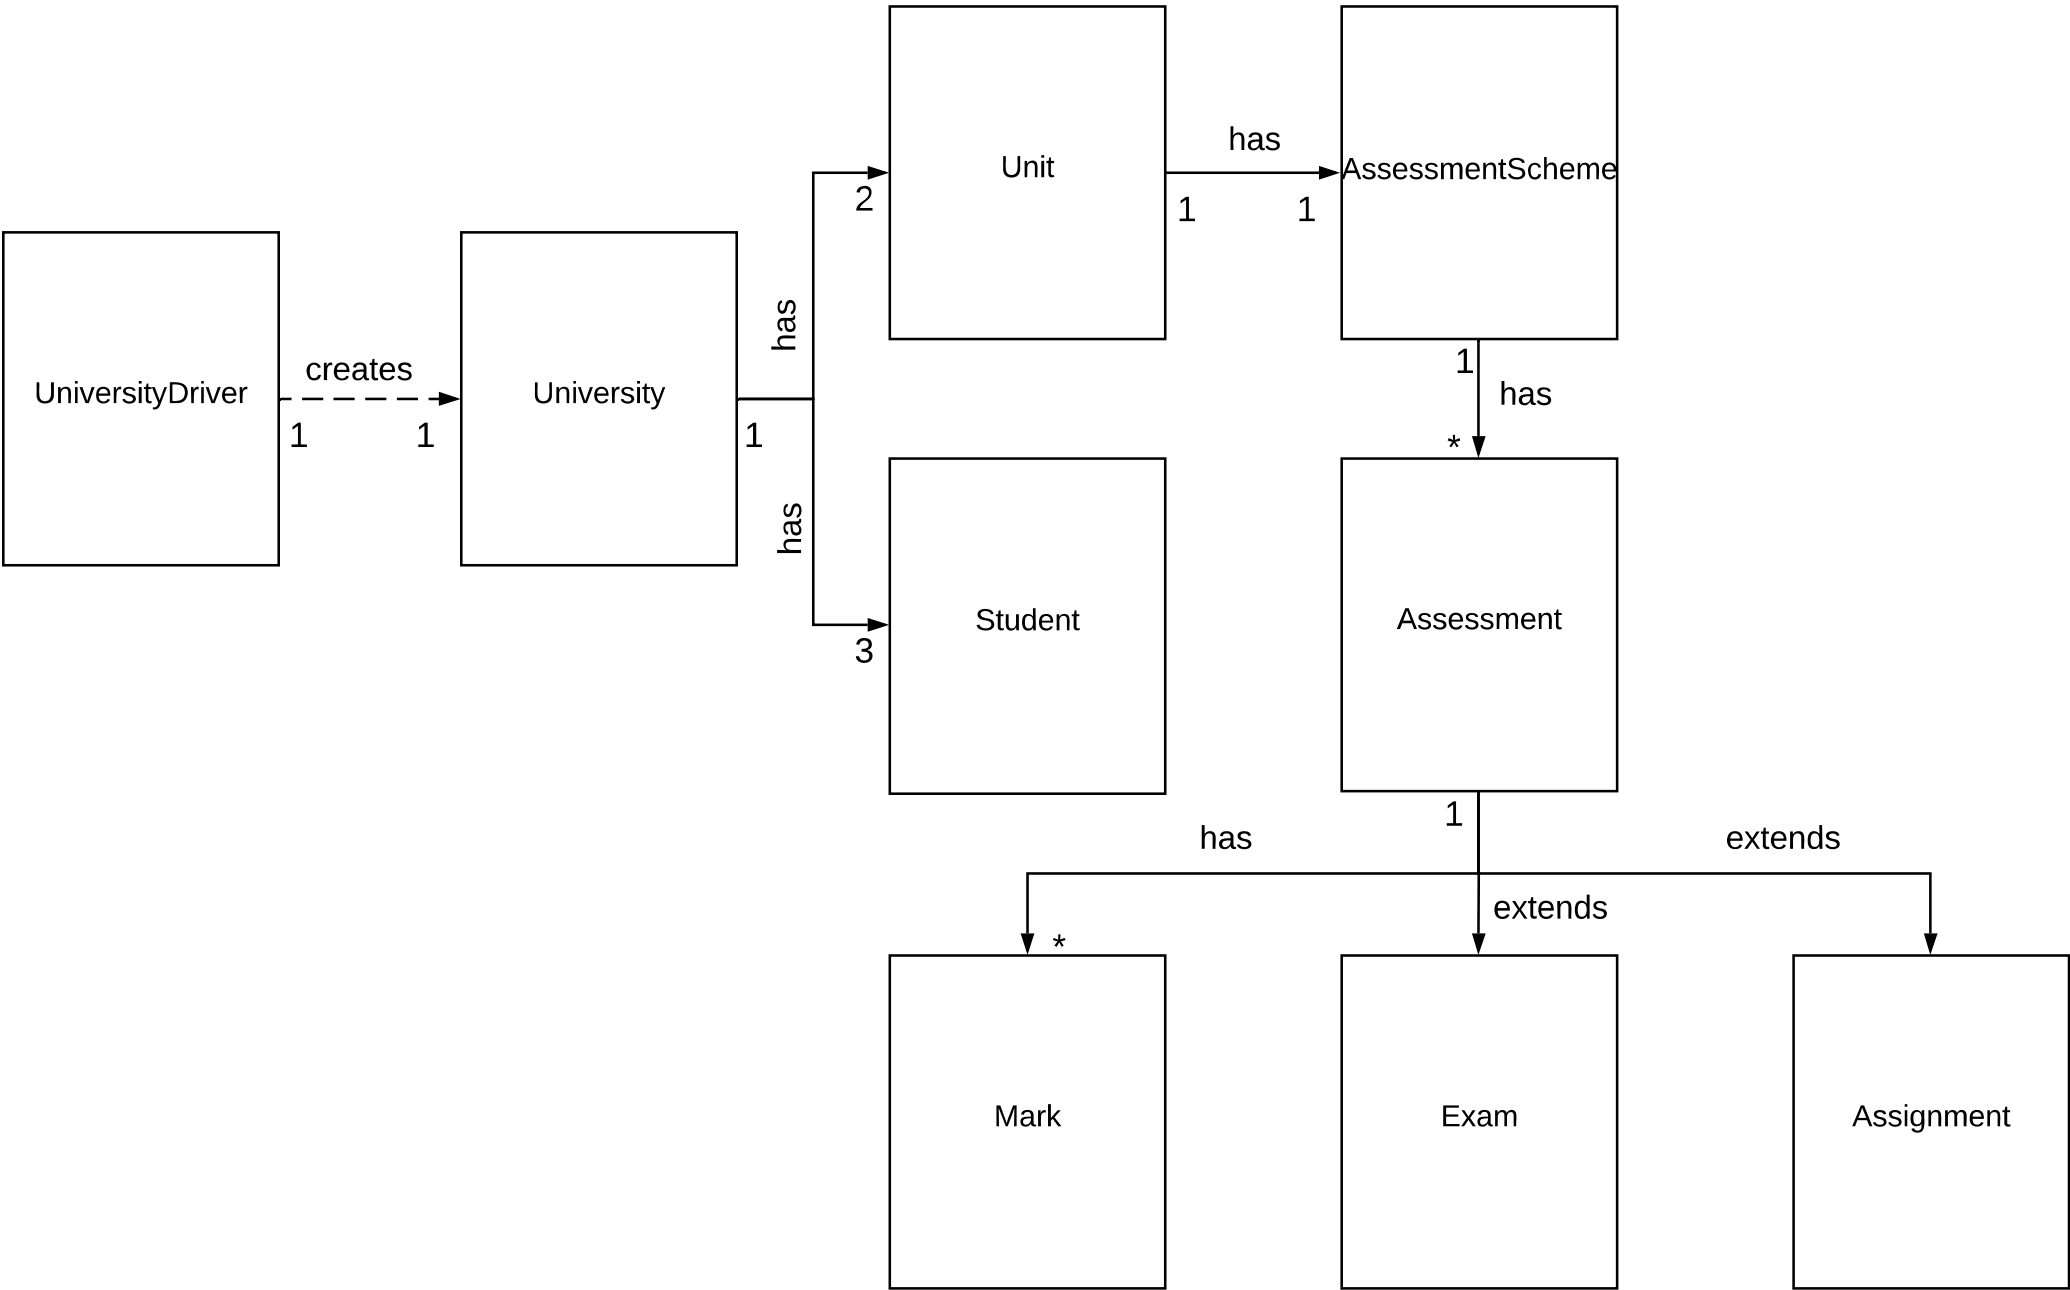 Unit
has
AssessmentScheme
1
1
2
has
UniversityDriver
creates
1
1
University
1
has
Student
3
1
has
*
Assessment
1
has
extends
extends
*
Mark
Exam
Assignment